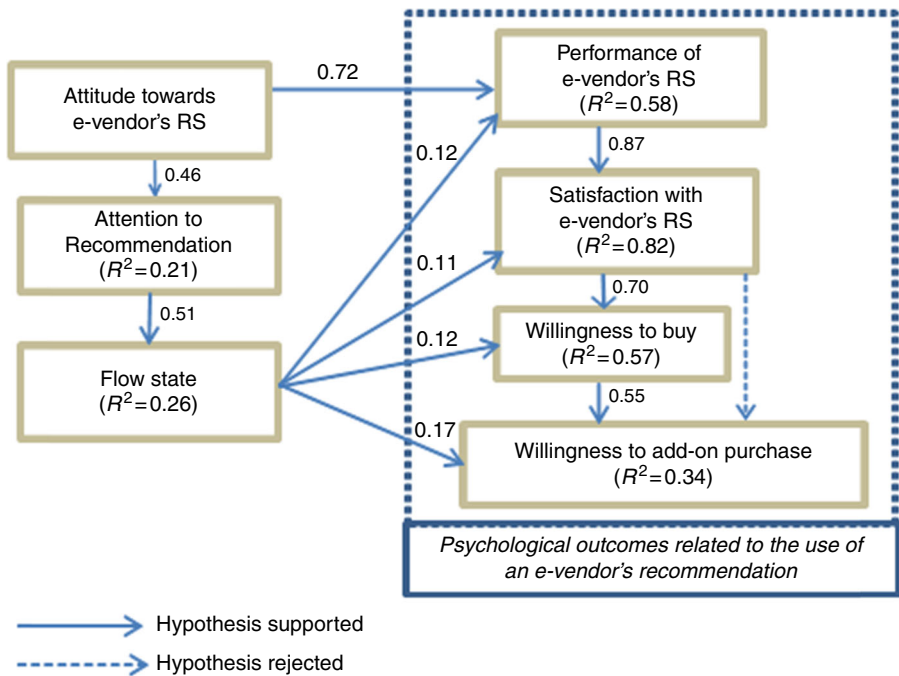 Attitude towards
e-vendor's RS
0.72
Performance of
e-vendor's RS
(R²=0.58)
0.46
0.12
0.87
Attention to
Recommendation
(R²=0.21)
Satisfaction with
e-vendor's RS
(R²=0.82)
0.11
0.51
0.70
0.12
Willingness to buy
(R²=0.57)
Flow state
(R²=0.26)
0.55
0.17
Willingness to add-on purchase
(R²=0.34)
Psychological outcomes related to the use of
an e-vendor's recommendation
Hypothesis supported
Hypothesis rejected